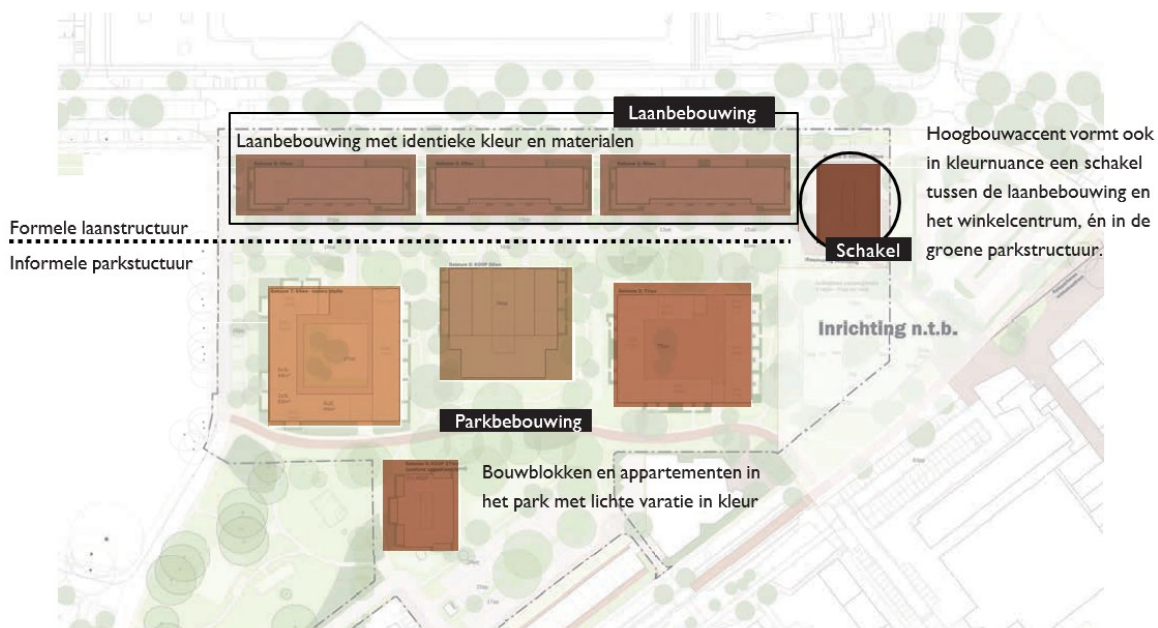 Laanbebouwing
Laanbebouwing met identieke kleur en materialen
Hoogbouwaccent vormt ook
in kleurnuance een schakel
tussen de laanbebouwing en
het winkelcentrum, én in de
groene parkstructuur.
Schakel
Formele laanstructuur
Informele parkstuctuur
Inrichting n.t.b.
Parkbebouwing
Bouwblokken en appartementen in
het park met lichte varatie in kleur